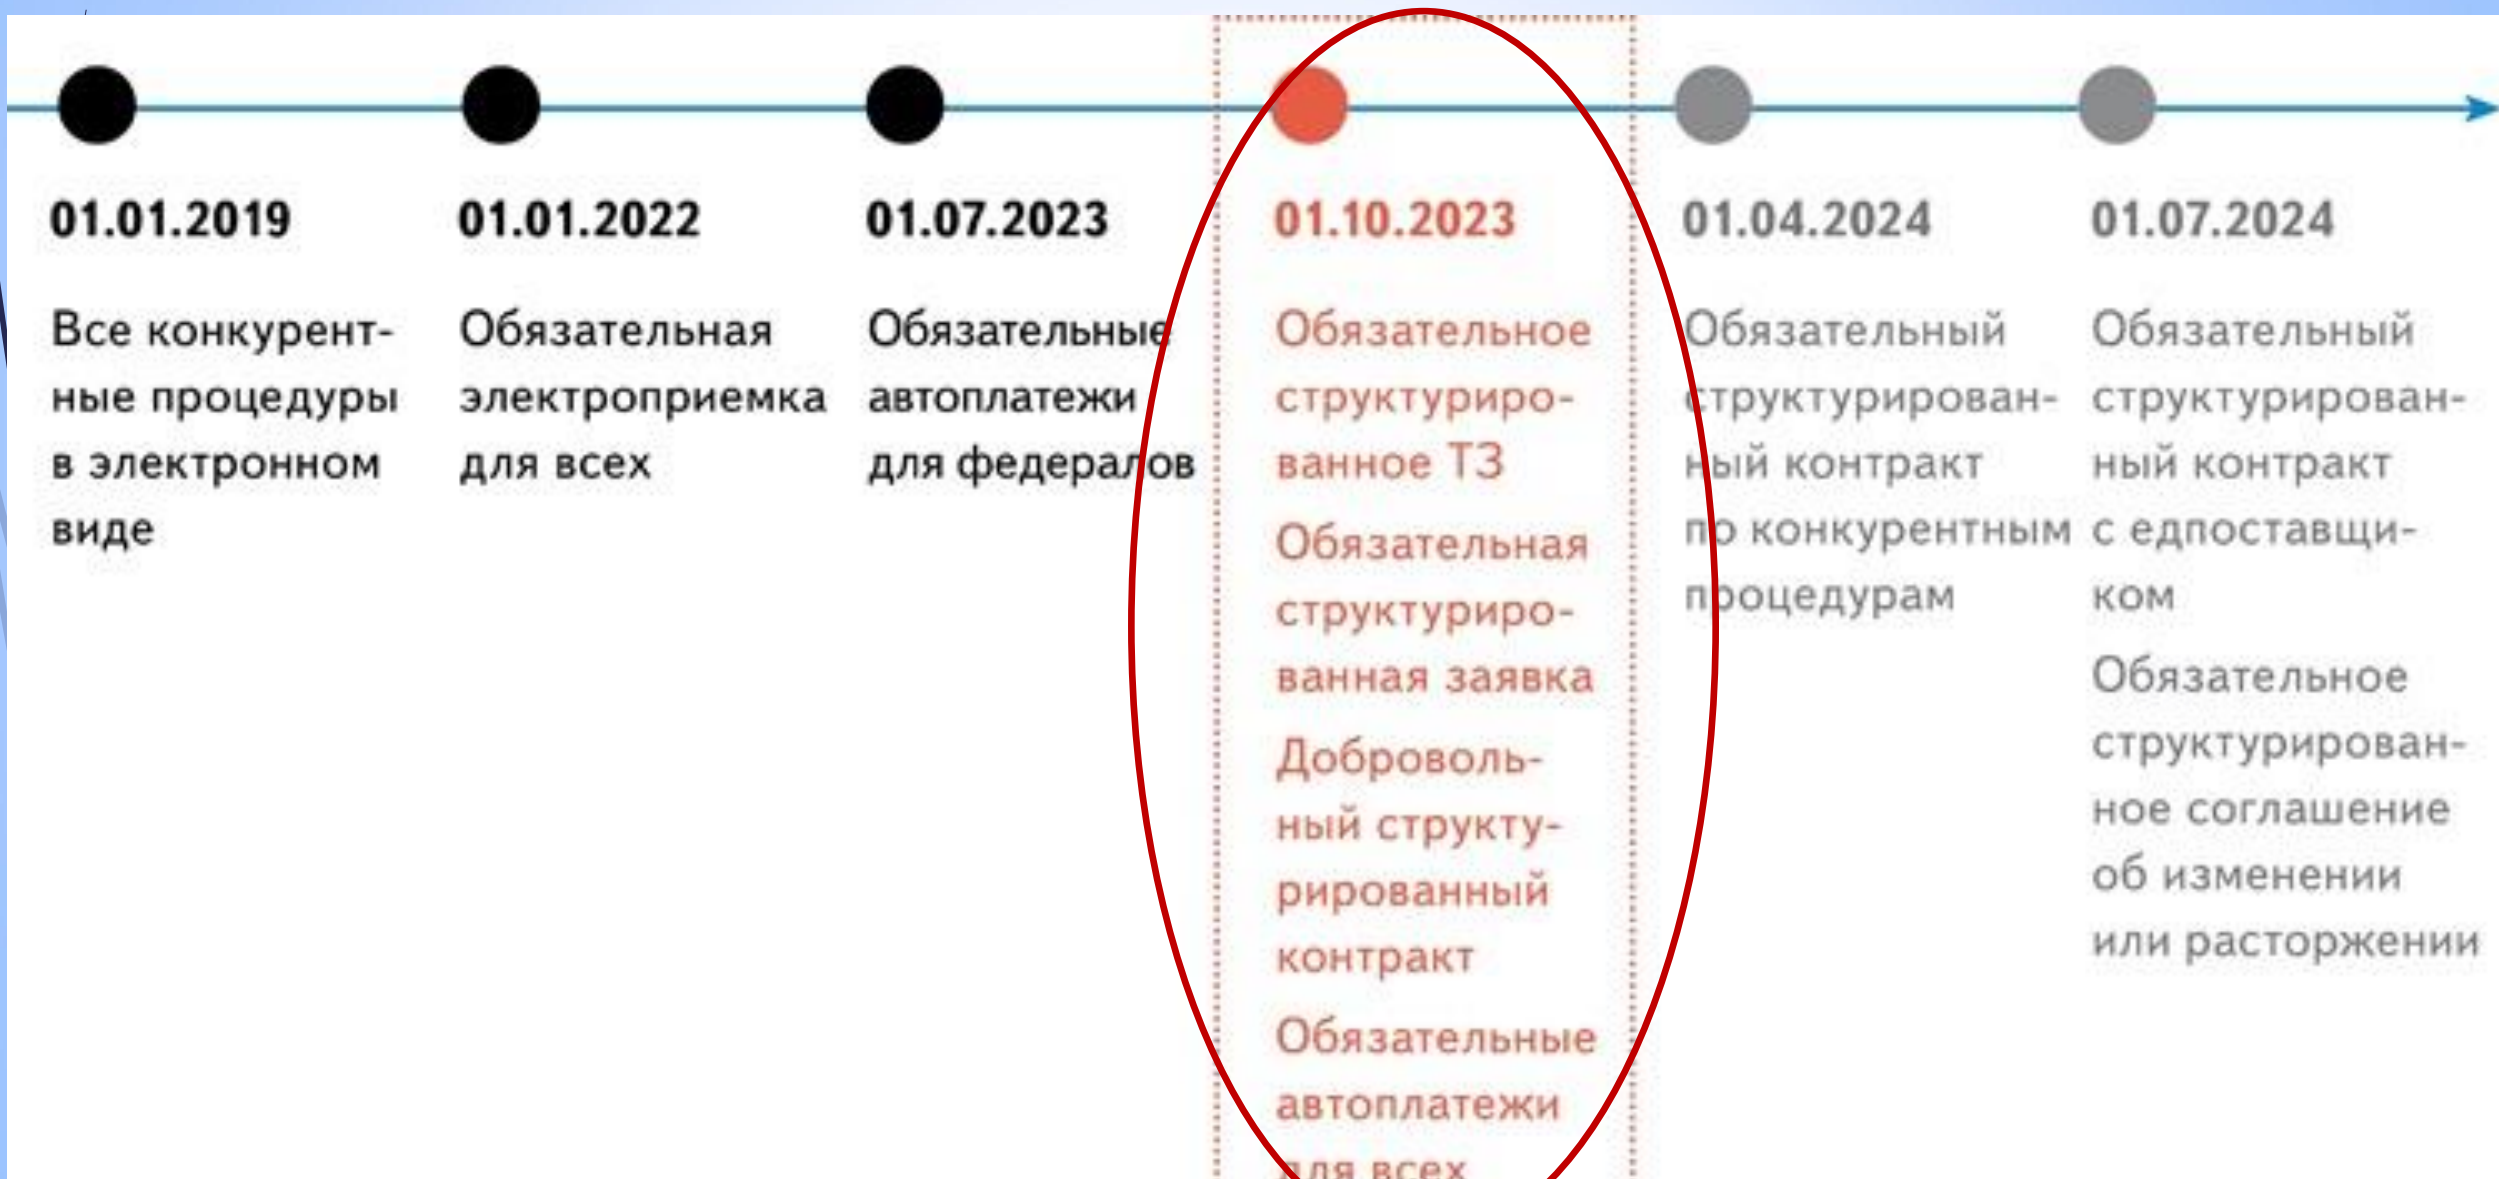 01.01.2019
Все конкурент-
ные процедуры
в электронном
виде
01.01.2022
Обязательная
электроприемка
для всех
01.07.2023
Обязательные
автоплатежи
для федералов
01.10.2023
Обязательное
структуриро-
ванное ТЗ
Обязательная
структуриро-
ванная заявка
Доброволь-
ный структу-
рированный
контракт
Обязательные
автоплатежи
для всех
01.04.2024
Обязательный
структурирован-
ный контракт
по конкурентным
процедурам
01.07.2024
Обязательный
структурирован-
ный контракт
с едпоставщи-
ком
Обязательное
структурирован-
ное соглашение
об изменении
или расторжении